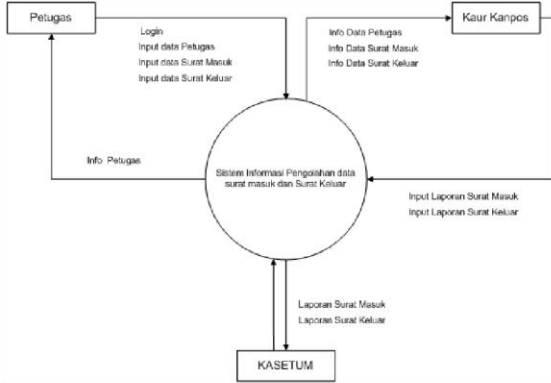 Petugas
Kaur Kanpos
Login
Input data Petugas
Input data Surat Masuk
Input data Surat Keluar
Info Data Petugas
Info Data Surat Masuk
Info Data Surat Keluar
Info Petugas
Sistem Informasi Pengolahan data
surat masuk dan Surat Keluar
Input Laporan Surat Masuk
Input Laporan Surat Keluar
Laporan Surat Masuk
Laporan Surat Keluar
KASETUM